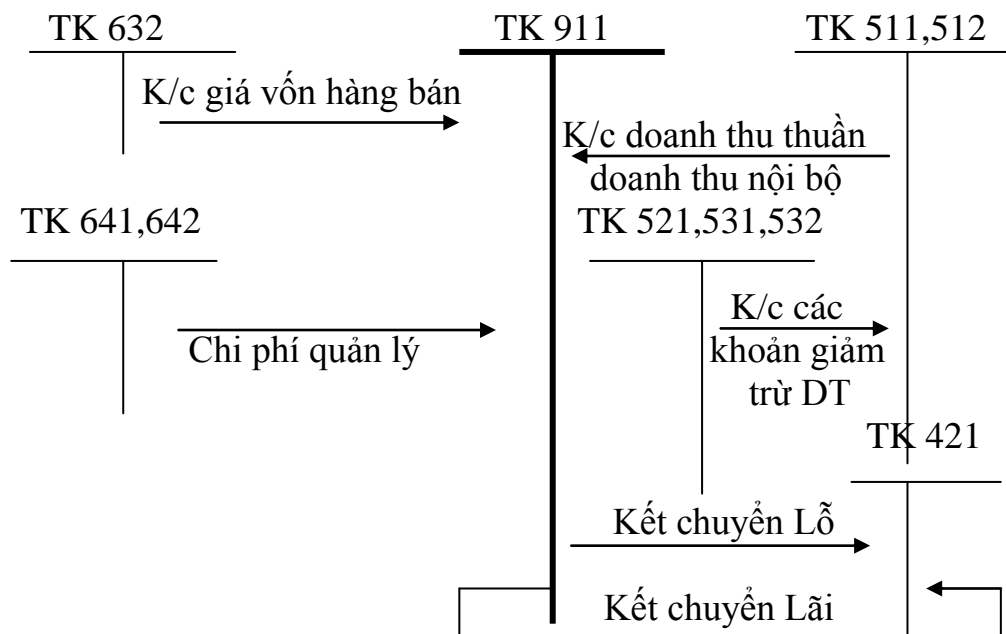 TK 632
TK 911
TK 511,512
K/c giá vốn hàng bán
K/c doanh thu thuần
doanh thu nội bộ
TK 641,642
TK 521,531,532
Chi phí quản lý
K/c các
khoản giảm
trừ DT
TK 421
Kết chuyển Lỗ
Kết chuyển Lãi